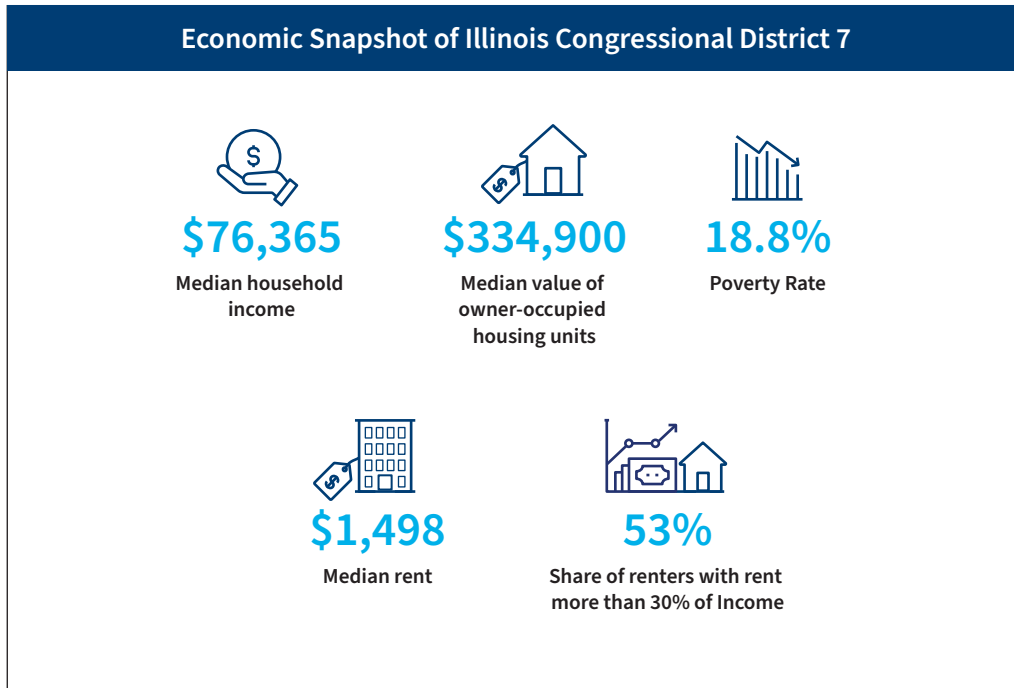 Economic Snapshot of Illinois Congressional District 7
$
$76,365
Median household
income
$
$334,900
Median value of
owner-occupied
housing units
18.8%
Poverty Rate
$
$1,498
Median rent
53%
Share of renters with rent
more than 30% of Income